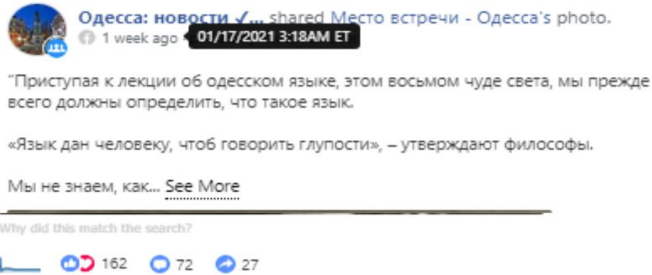 Одесса: новости ✓... shared Место встречи - Одесса's photo.
1 week ago 01/17/2021 3:18AM ET
"Приступая к лекции об одесском языке, этом восьмом чуде света, мы прежде
всего должны определить, что такое язык.
«Язык дан человеку, чтоб говорить глупости», – утверждают философы.
Мы не знаем, как... See More
Why did this match the search?
162 72 27